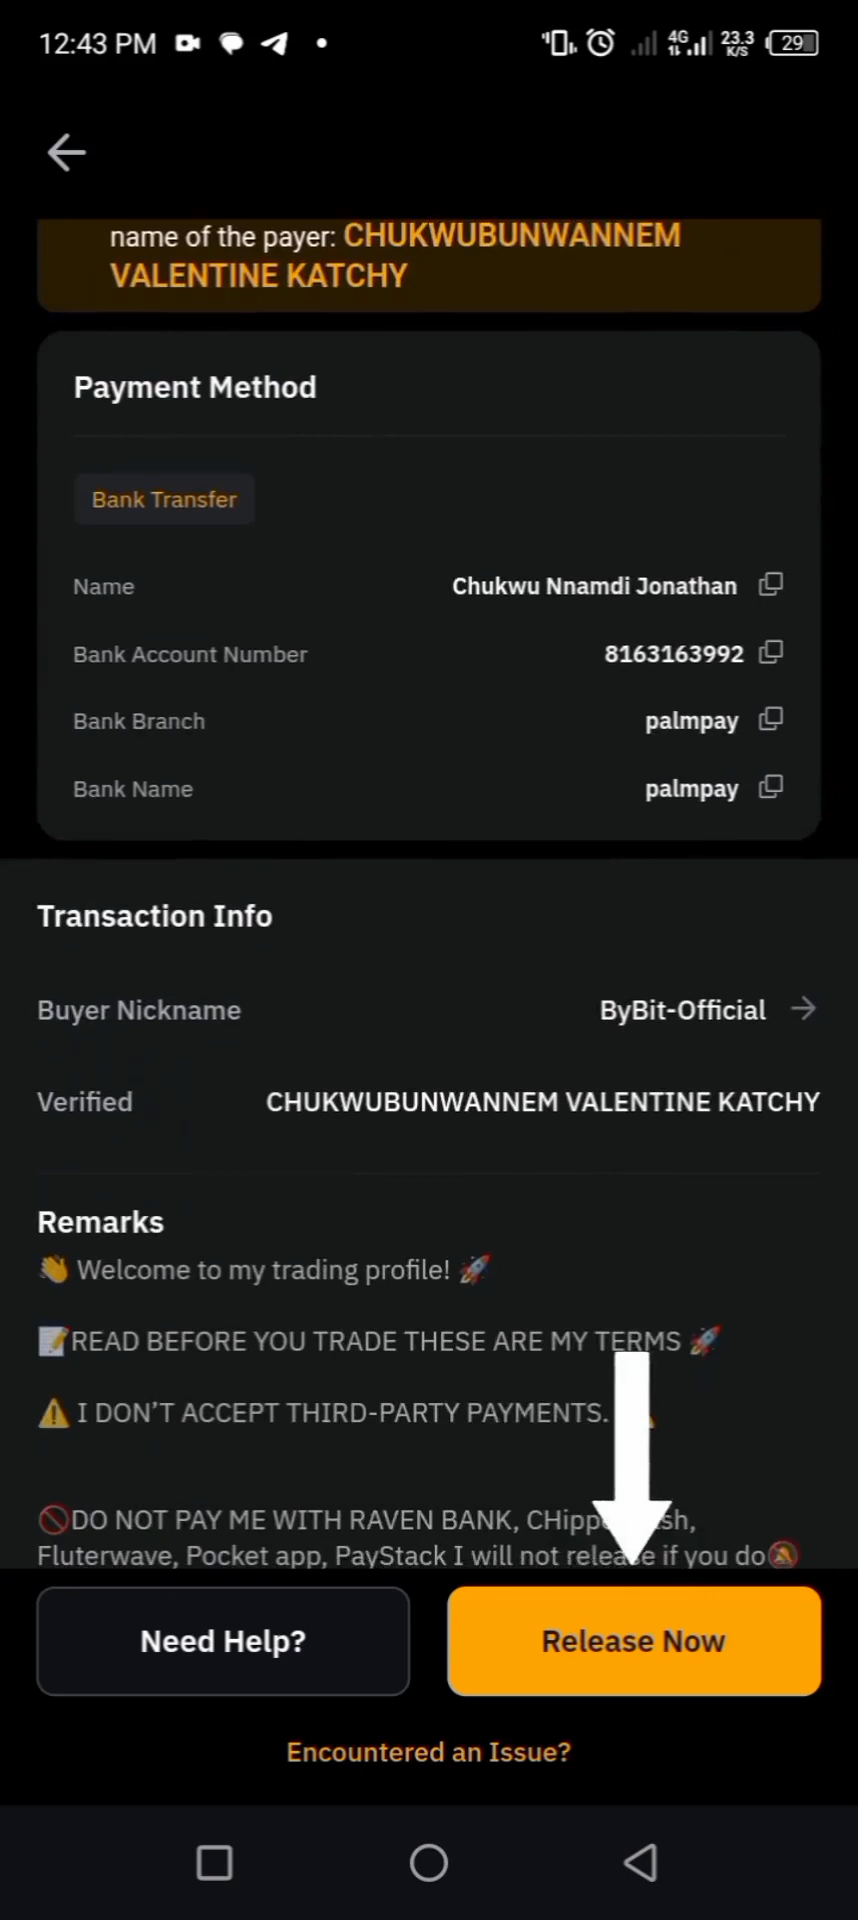 12:43 PM
4G
23.3
K/S
29
name of the payer: CHUKWUBUNWANNEM
VALENTINE KATCHY
Payment Method
Bank Transfer
Name Chukwu Nnamdi Jonathan
Bank Account Number 8163163992
Bank Branch palmpay
Bank Name palmpay
Transaction Info
Buyer Nickname ByBit-Official
Verified CHUKWUBUNWANNEM VALENTINE KATCHY
Remarks
👋 Welcome to my trading profile! 🚀
📝READ BEFORE YOU TRADE THESE ARE MY TERMS 🚀
⚠️ I DON’T ACCEPT THIRD-PARTY PAYMENTS.
🚫DO NOT PAY ME WITH RAVEN BANK,
Fluterwave, Pocket app, PayStack I will not release if you do🔕
Need Help?
Release Now
Encountered an Issue?